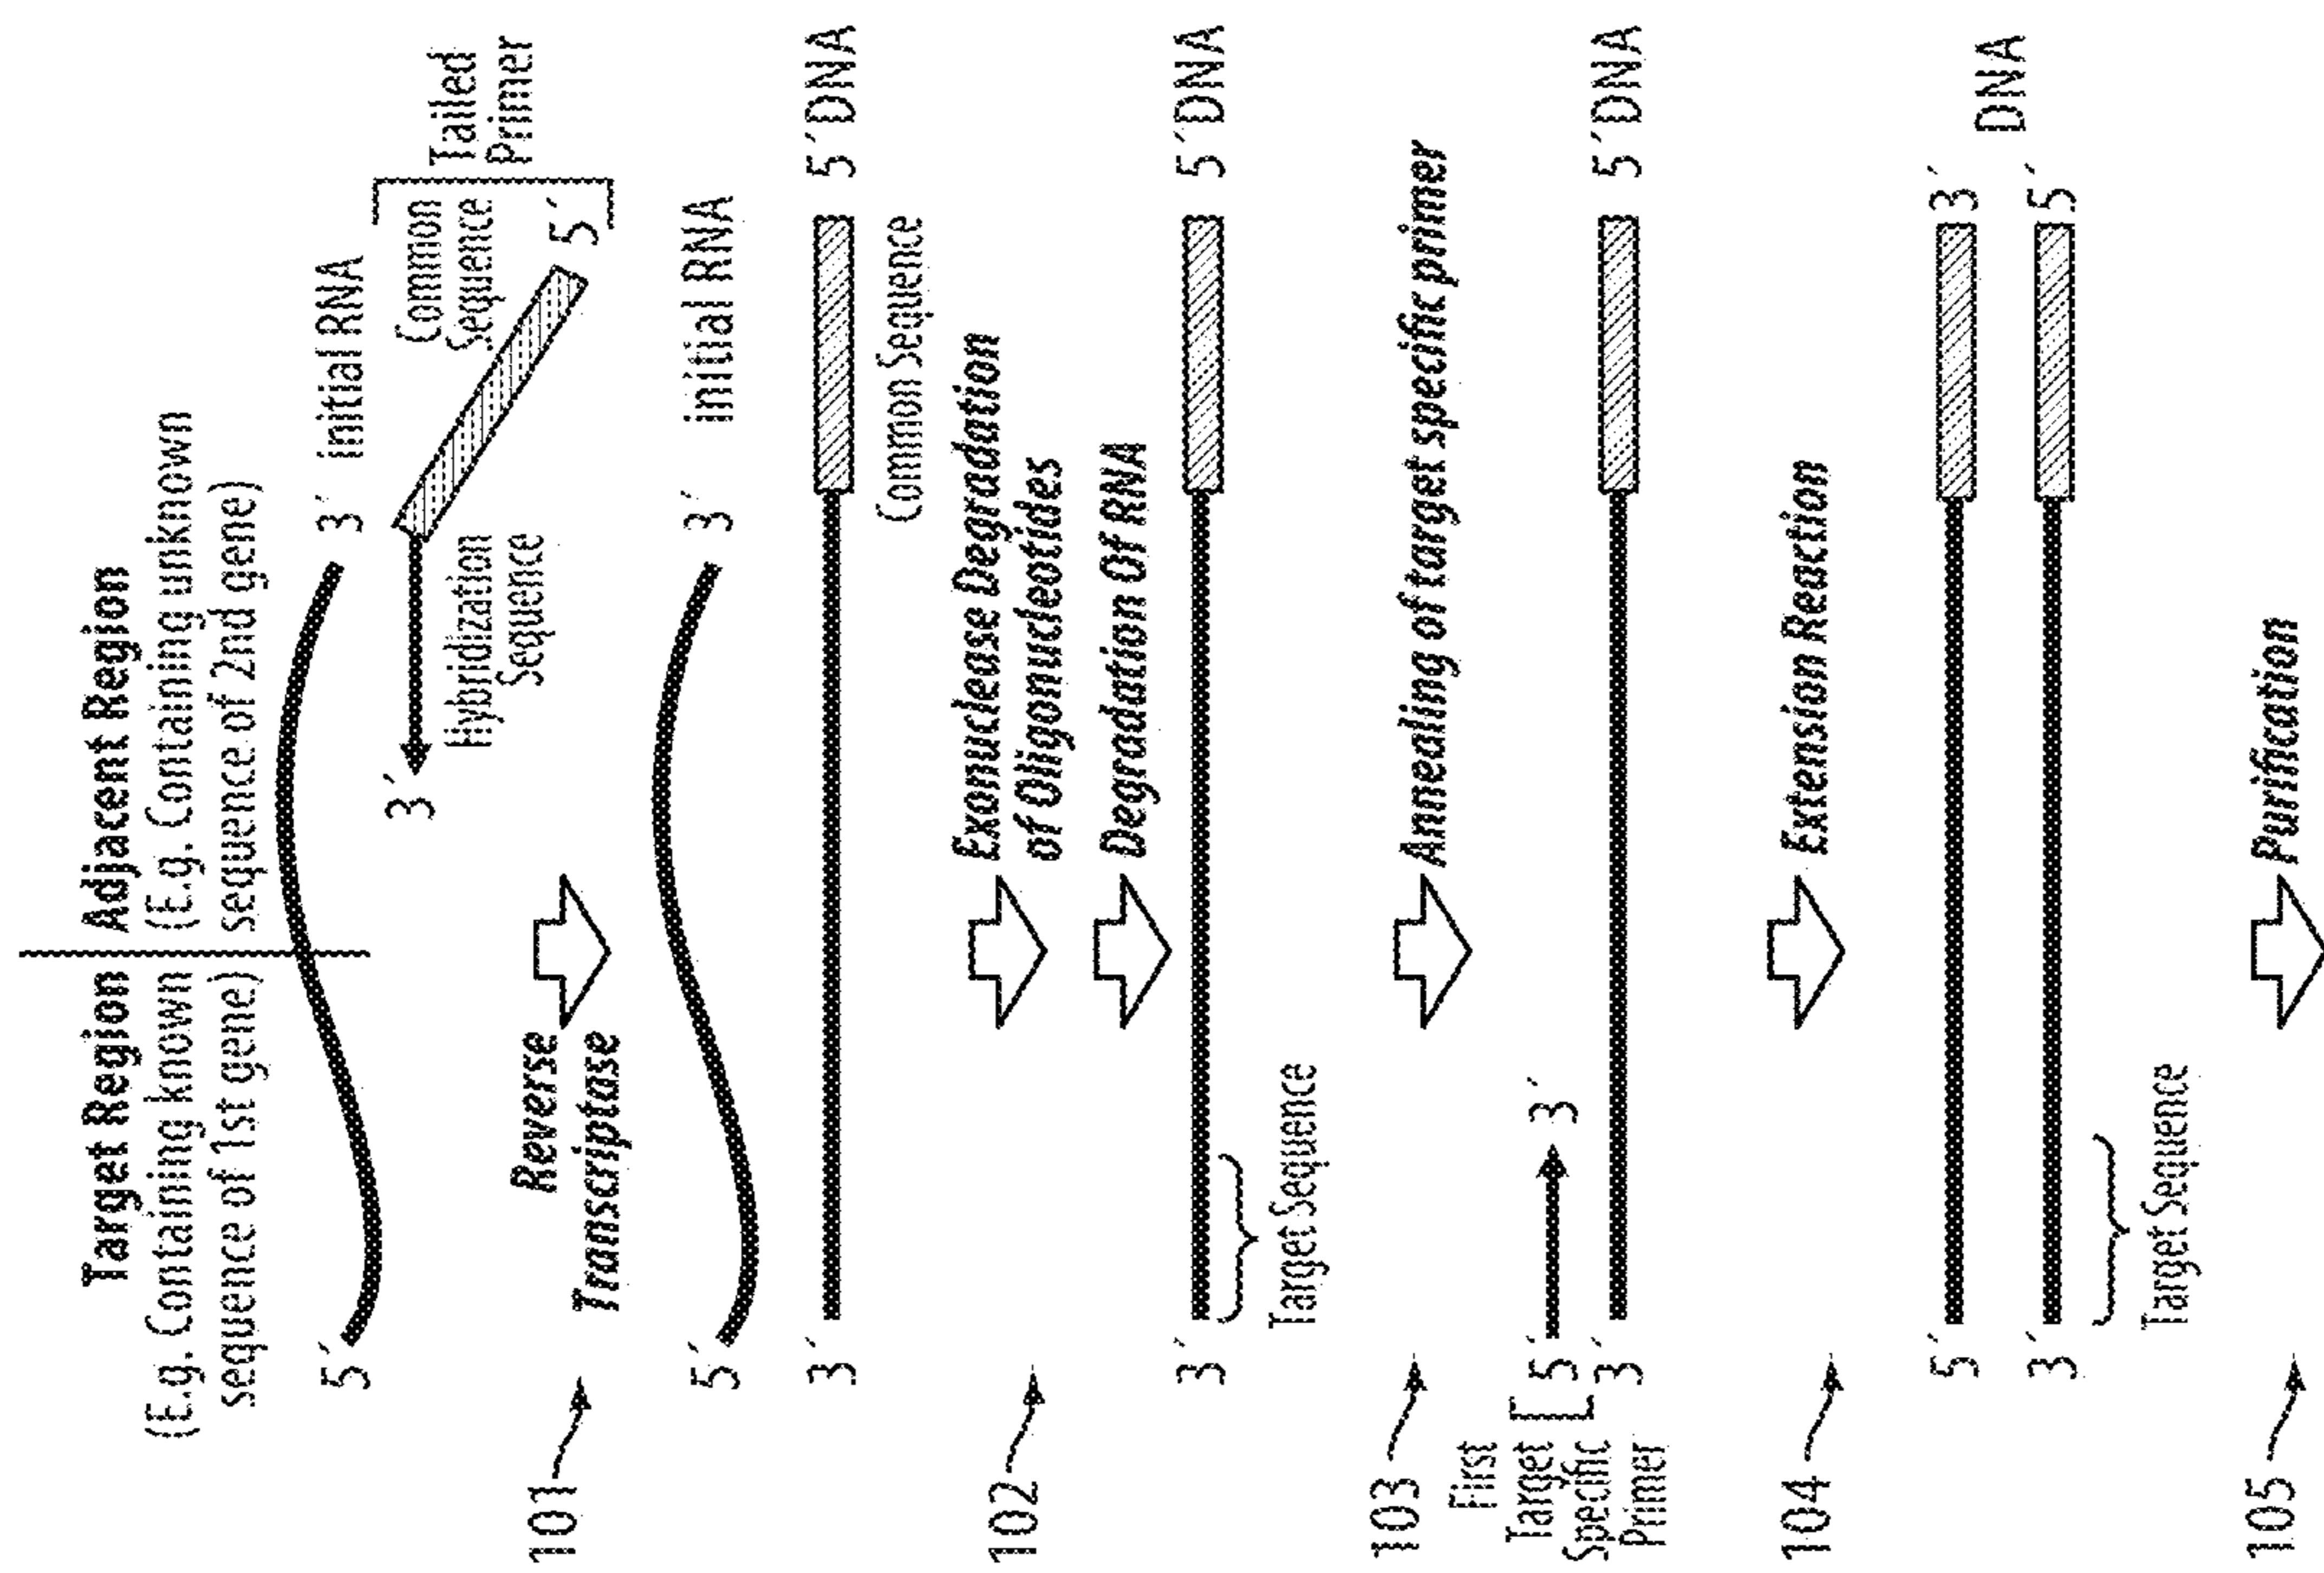 Target Region
Adjacent Region
(E.g. Containing known
sequence of 1st gene)
(E.g. Containing unknown
sequence of 2nd gene)
5′
3′ initial RNA
3′
Hybridization
Sequence
Common
Sequence
5′
Tailed
Primer
101
Reverse
Transcriptase
5′
3′ initial RNA
3′
5′ DNA
Common Sequence
102
Exonuclease Degradation
of Oligonucleotides
Degradation Of RNA
3′
5′ DNA
Target Sequence
103
Annealing of target specific primer
First
Target
Specific
Primer
5′
3′
3′
5′ DNA
104
Extension Reaction
5′
3′
3′
5′
DNA
Target Sequence
105
Purification